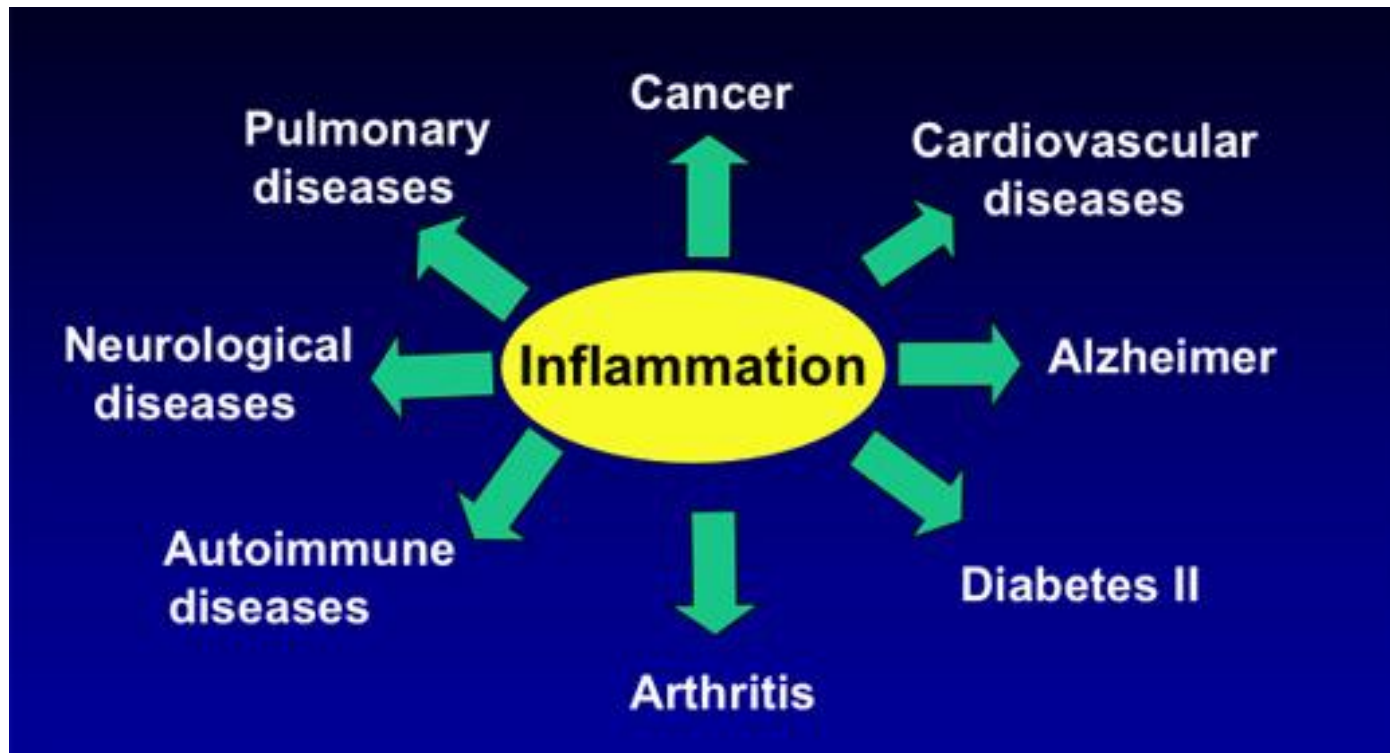 Cancer
Pulmonary
diseases
Cardiovascular
diseases
Neurological
diseases
Inflammation
Alzheimer
Autoimmune
diseases
Diabetes II
Arthritis